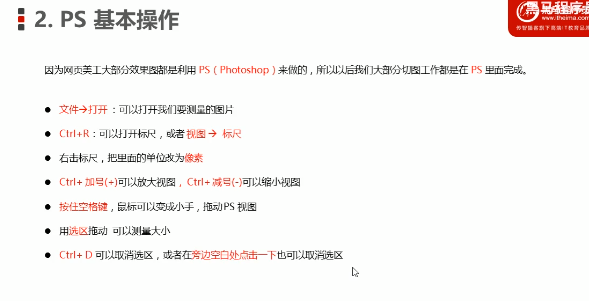 2. PS 基本操作
黑马程序员
www.itheima.com
因为网页美工大部分效果图都是利用 PS（Photoshop）来做的，所以以后我们大部分切图工作都是在 PS 里面完成。
● 文件→打开 ：可以打开我们要测量的图片
● Ctrl+R：可以打开标尺，或者 视图 → 标尺
● 右击标尺，把里面的单位改为像素
● Ctrl+ 加号(+)可以放大视图 ，Ctrl+ 减号(-)可以缩小视图
● 按住空格键，鼠标可以变成小手，拖动 PS 视图
● 用选区拖动 可以测量大小
● Ctrl+ D 可以取消选区，或者在旁边空白处点击一下也可以取消选区